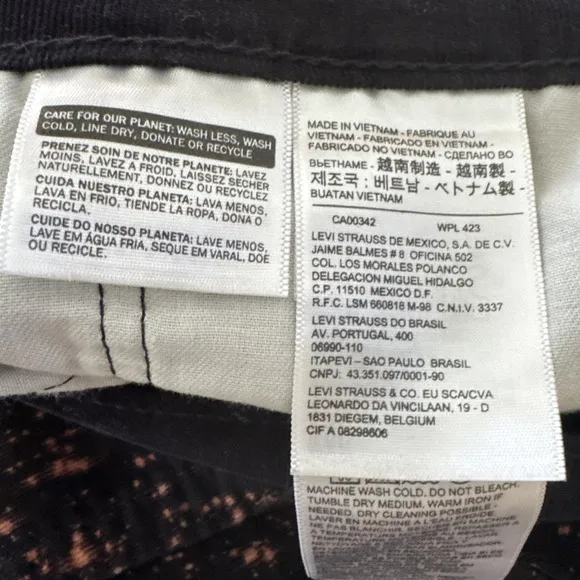 CARE FOR OUR PLANET: WASH LESS, WASH
COLD, LINE DRY, DONATE OR RECYCLE
PRENEZ SOIN DE NOTRE PLANETE: LAVEZ
MOINS, LAVEZ A FROID, LAISSEZ SECHER
NATURELLEMENT, DONNEZ OU RECYCLEZ
CUIDA NUESTRO PLANETA: LAVA MENOS,
LAVA EN FRIO, TIENDE LA ROPA, DONA O
RECICLA.
CUIDE DO NOSSO PLANETA: LAVE MENOS,
LAVE EM ÁGUA FRIA, SEQUE EM VARAL, DOE
OU RECICLE.
MADE IN VIETNAM - FABRIQUE AU
VIETNAM - FABRICADO EN VIETNAM -
FABRICADO NO VIETNAM - СДЕЛАНО ВО
ВЬЕТНАМЕ - 越南制造 - 越南製 -
제조국 : 베트남 - ベトナム製 -
BUATAN VIETNAM
CA00342 WPL 423
LEVI STRAUSS DE MEXICO, S.A. DE C.V.
JAIME BALMES # 8 OFICINA 502
COL. LOS MORALES POLANCO
DELEGACION MIGUEL HIDALGO
C.P. 11510 MEXICO D.F.
R.F.C. LSM 660818 M-98 C.N.I.V. 3337
LEVI STRAUSS DO BRASIL
AV. PORTUGAL, 400
06990-110
ITAPEVI – SAO PAULO BRASIL
CNPJ: 43.351.097/0001-90
LEVI STRAUSS & CO. EU SCA/CVA
LEONARDO DA VINCILAAN, 19 - D
1831 DIEGEM, BELGIUM
CIF A 08298606
MACHINE WASH COLD. DO NOT BLEACH.
TUMBLE DRY MEDIUM. WARM IRON IF
NEEDED. DRY CLEANING POSSIBLE -
LAVER EN MACHINE A L'EAU FROIDE.